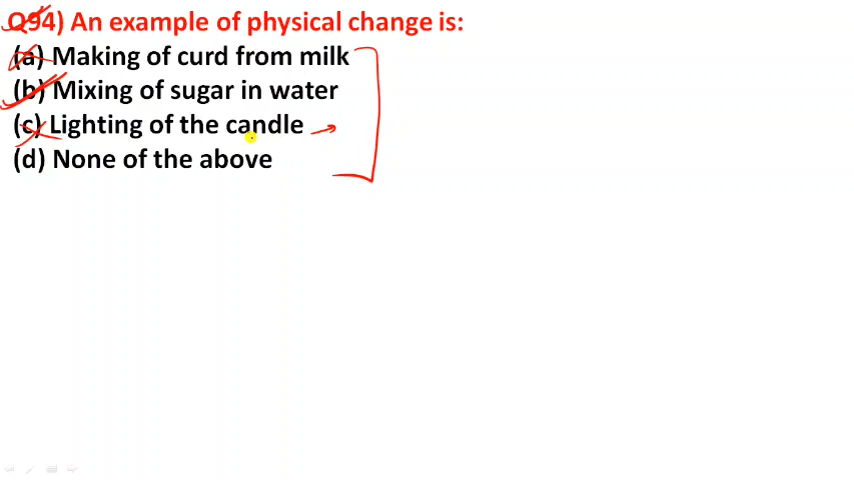 Q94) An example of physical change is:
(a) Making of curd from milk
(b) Mixing of sugar in water
(c) Lighting of the candle
(d) None of the above